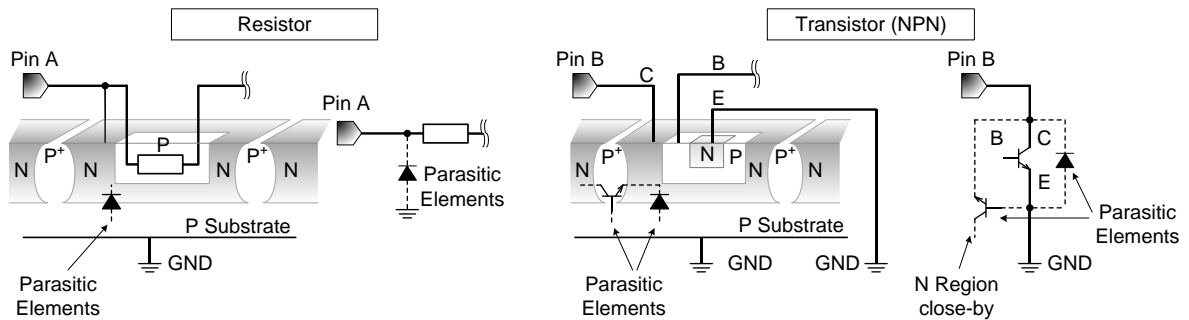 Resistor
Transistor (NPN)
Pin A
Pin A
N
P+
N
P
N
P+
N
Parasitic
Elements
P Substrate
GND
Parasitic
Elements
Pin B
C
B
E
Pin B
N
P+
N
N
P
N
P+
N
B
C
E
P Substrate
GND
GND
Parasitic
Elements
Parasitic
Elements
N Region
close-by
GND